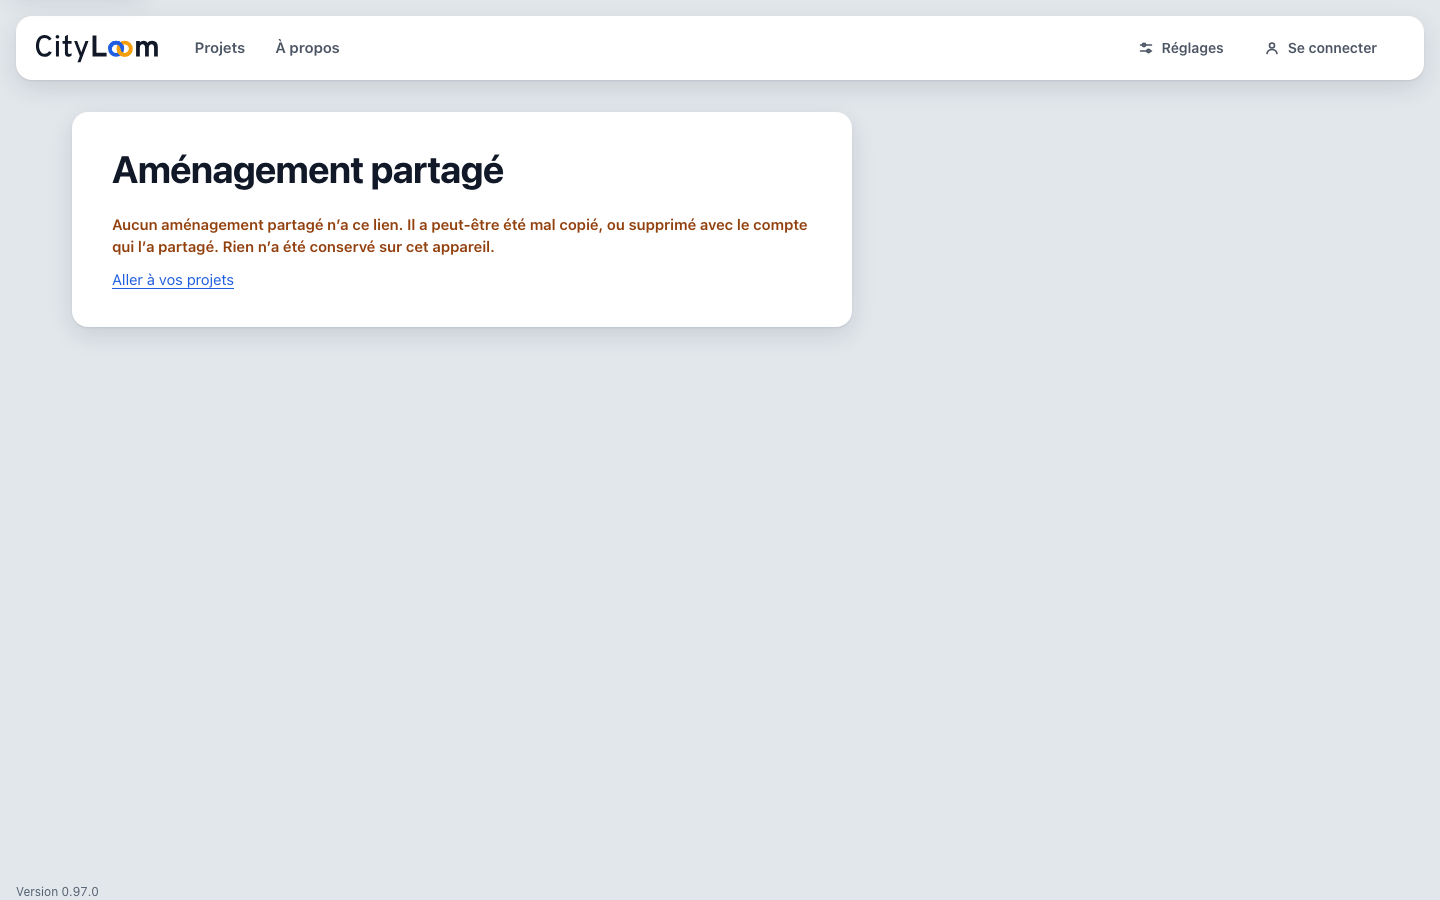 CityLoom
Projets
À propos
Réglages
Se connecter
Aménagement partagé
Aucun aménagement partagé n’a ce lien. Il a peut-être été mal copié, ou supprimé avec le compte
qui l’a partagé. Rien n’a été conservé sur cet appareil.
Aller à vos projets
Version 0.97.0